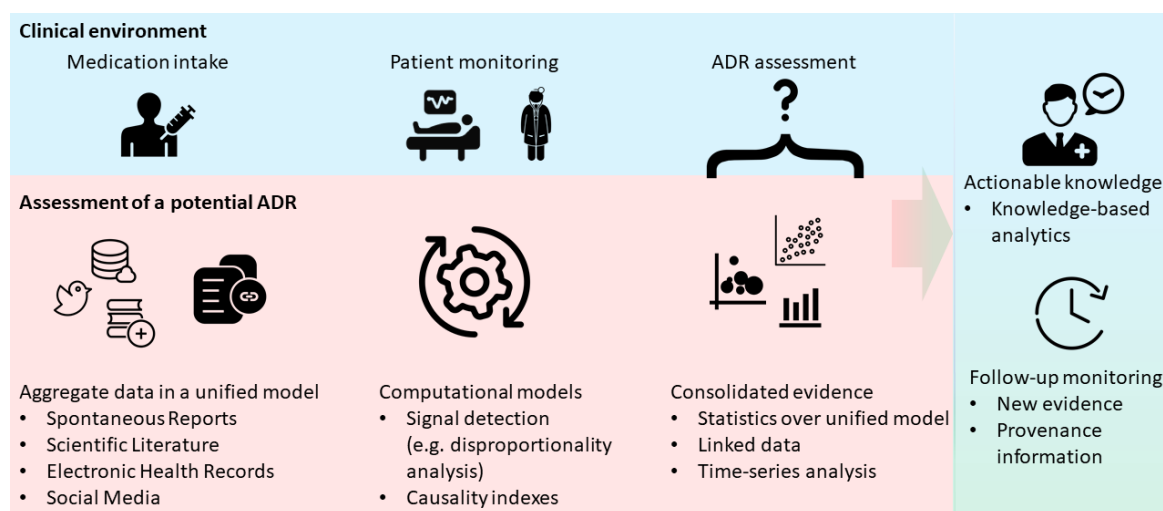 Clinical environment
Medication intake
Patient monitoring
ADR assessment
?
Assessment of a potential ADR
Aggregate data in a unified model
• Spontaneous Reports
• Scientific Literature
• Electronic Health Records
• Social Media
Computational models
• Signal detection
(e.g. disproportionality
analysis)
• Causality indexes
Consolidated evidence
• Statistics over unified model
• Linked data
• Time-series analysis
Actionable knowledge
• Knowledge-based
analytics
Follow-up monitoring
• New evidence
• Provenance
information